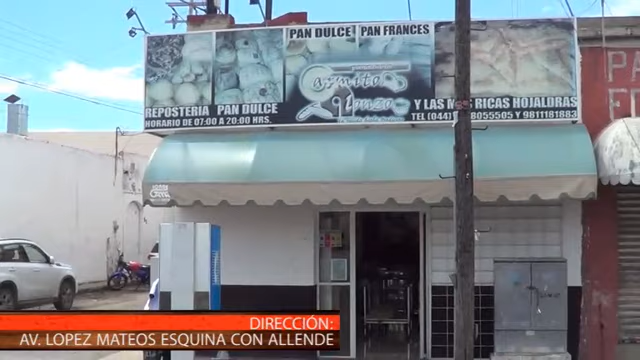 PAN DULCE PAN FRANCES
REPOSTERIA PAN DULCE
HORARIO DE 07:00 A 20:00 HRS.
Y LAS RICAS HOJALDRAS
TEL.(044) 8055505 Y 9811181883
DIRECCIÓN:
AV. LOPEZ MATEOS ESQUINA CON ALLENDE